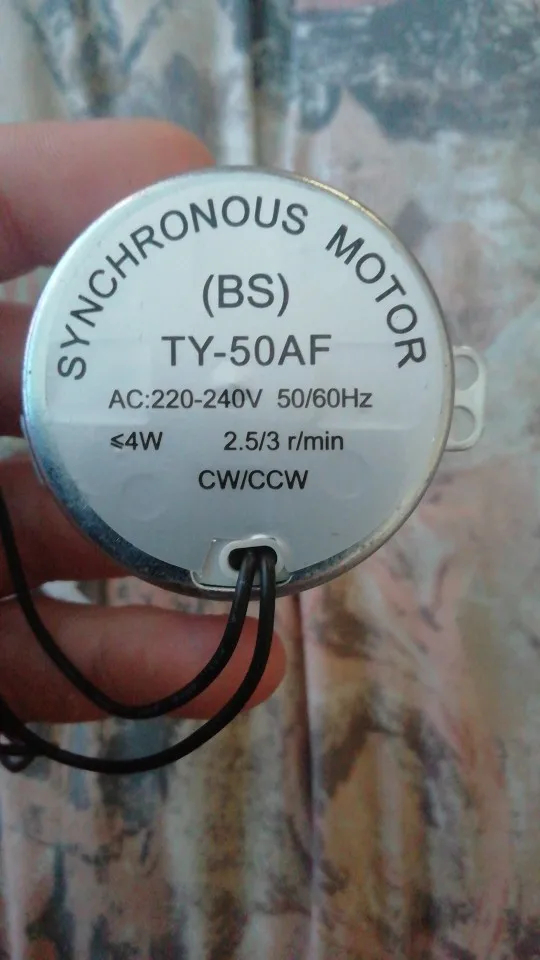 SYNCHRONOUS MOTOR
(BS)
TY-50AF
AC:220-240V 50/60Hz
⩽4W 2.5/3 r/min
CW/CCW